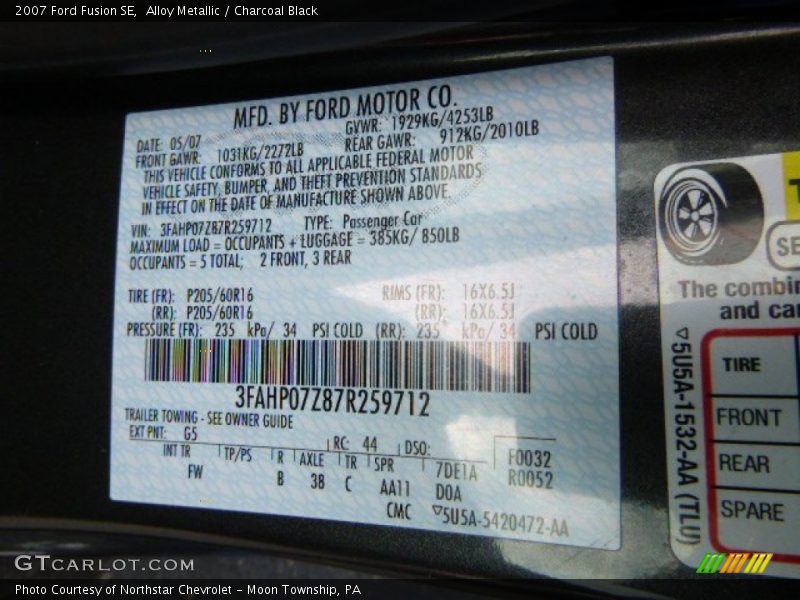 2007 Ford Fusion SE,  Alloy Metallic / Charcoal Black
MFD. BY FORD MOTOR CO.
DATE: 05/07 GVWR: 1929KG/4253LB
FRONT GAWR: 1031KG/2272LB REAR GAWR: 912KG/2010LB
THIS VEHICLE CONFORMS TO ALL APPLICABLE FEDERAL MOTOR
VEHICLE SAFETY, BUMPER, AND THEFT PREVENTION STANDARDS
IN EFFECT ON THE DATE OF MANUFACTURE SHOWN ABOVE.
VIN: 3FAHP07Z87R259712 TYPE: Passenger Car
MAXIMUM LOAD = OCCUPANTS + LUGGAGE = 385KG/ 850LB
OCCUPANTS = 5 TOTAL; 2 FRONT, 3 REAR
TIRE (FR): P205/60R16 RIMS (FR): 16X6.5J
(RR): P205/60R16 (RR): 16X6.5J
PRESSURE (FR): 235 kPa/ 34 PSI COLD (RR): 235 kPa/ 34 PSI COLD
3FAHP07Z87R259712
TRAILER TOWING - SEE OWNER GUIDE
EXT PNT: G5 RC: 44 DSO: F0032
INT TR TP/PS R AXLE TR SPR 7DE1A R0052
FW B 38 C AA11 D0A
CMC ▽5U5A-5420472-AA
SE
The combin
and car
TIRE
FRONT
REAR
SPARE
▽5U5A-1532-AA (TLU)
GTCARLOT.COM
Photo Courtesy of Northstar Chevrolet - Moon Township, PA